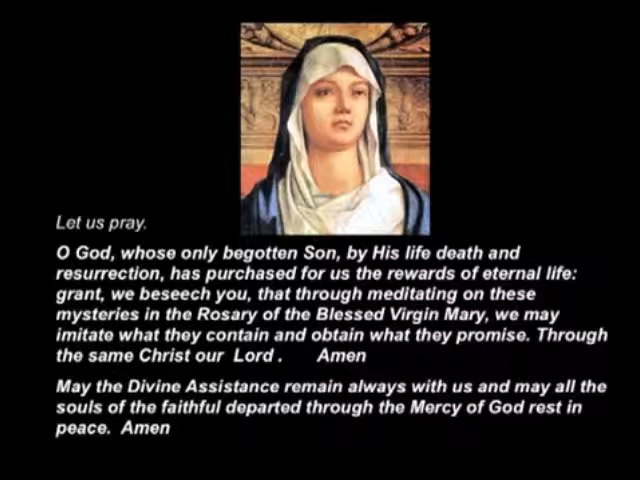 Let us pray.
O God, whose only begotten Son, by His life death and
resurrection, has purchased for us the rewards of eternal life:
grant, we beseech you, that through meditating on these
mysteries in the Rosary of the Blessed Virgin Mary, we may
imitate what they contain and obtain what they promise. Through
the same Christ our Lord . Amen
May the Divine Assistance remain always with us and may all the
souls of the faithful departed through the Mercy of God rest in
peace. Amen